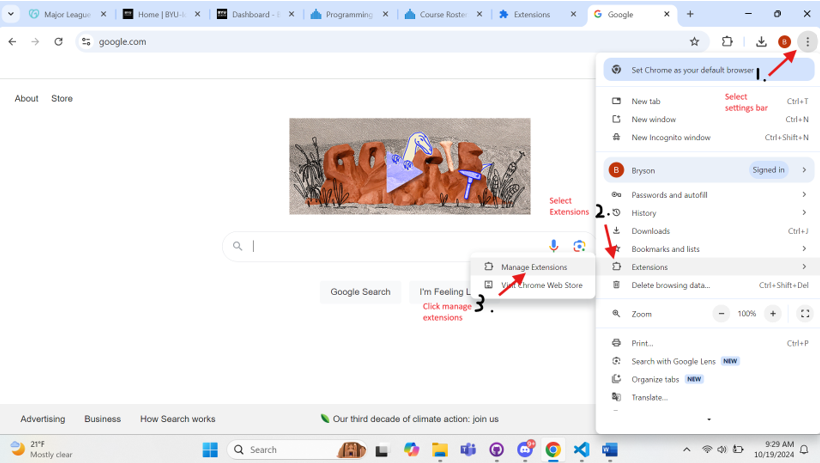 Major League
Home | BYU-I
Dashboard -
Programming
Course Roster
Extensions
Google
google.com
B
Set Chrome as your default browser
1.
About
Store
Select
settings bar
New tab
Ctrl+T
New window
Ctrl+N
New Incognito window
Ctrl+Shift+N
B
Bryson
Signed in
Select
Extensions
2.
Passwords and autofill
History
Downloads
Ctrl+J
Bookmarks and lists
Manage Extensions
Extensions
Visit Chrome Web Store
Delete browsing data...
Ctrl+Shift+Del
Google Search
I'm Feeling L
Click manage
extensions
3.
Zoom
100%
Print...
Ctrl+P
Search with Google Lens
NEW
Organize tabs
NEW
Translate...
Advertising
Business
How Search works
Our third decade of climate action: join us
21°F
Mostly clear
Search
9:29 AM
10/19/2024